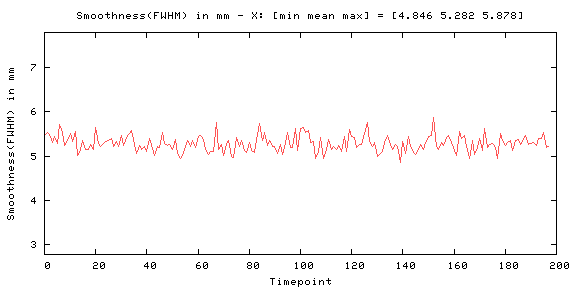 Smoothness(FWHM) in mm - X: [min mean max] = [4.846 5.282 5.878]
Smoothness(FWHM) in mm
7
6
5
4
3
0 20 40 60 80 100 120 140 160 180 200
Timepoint